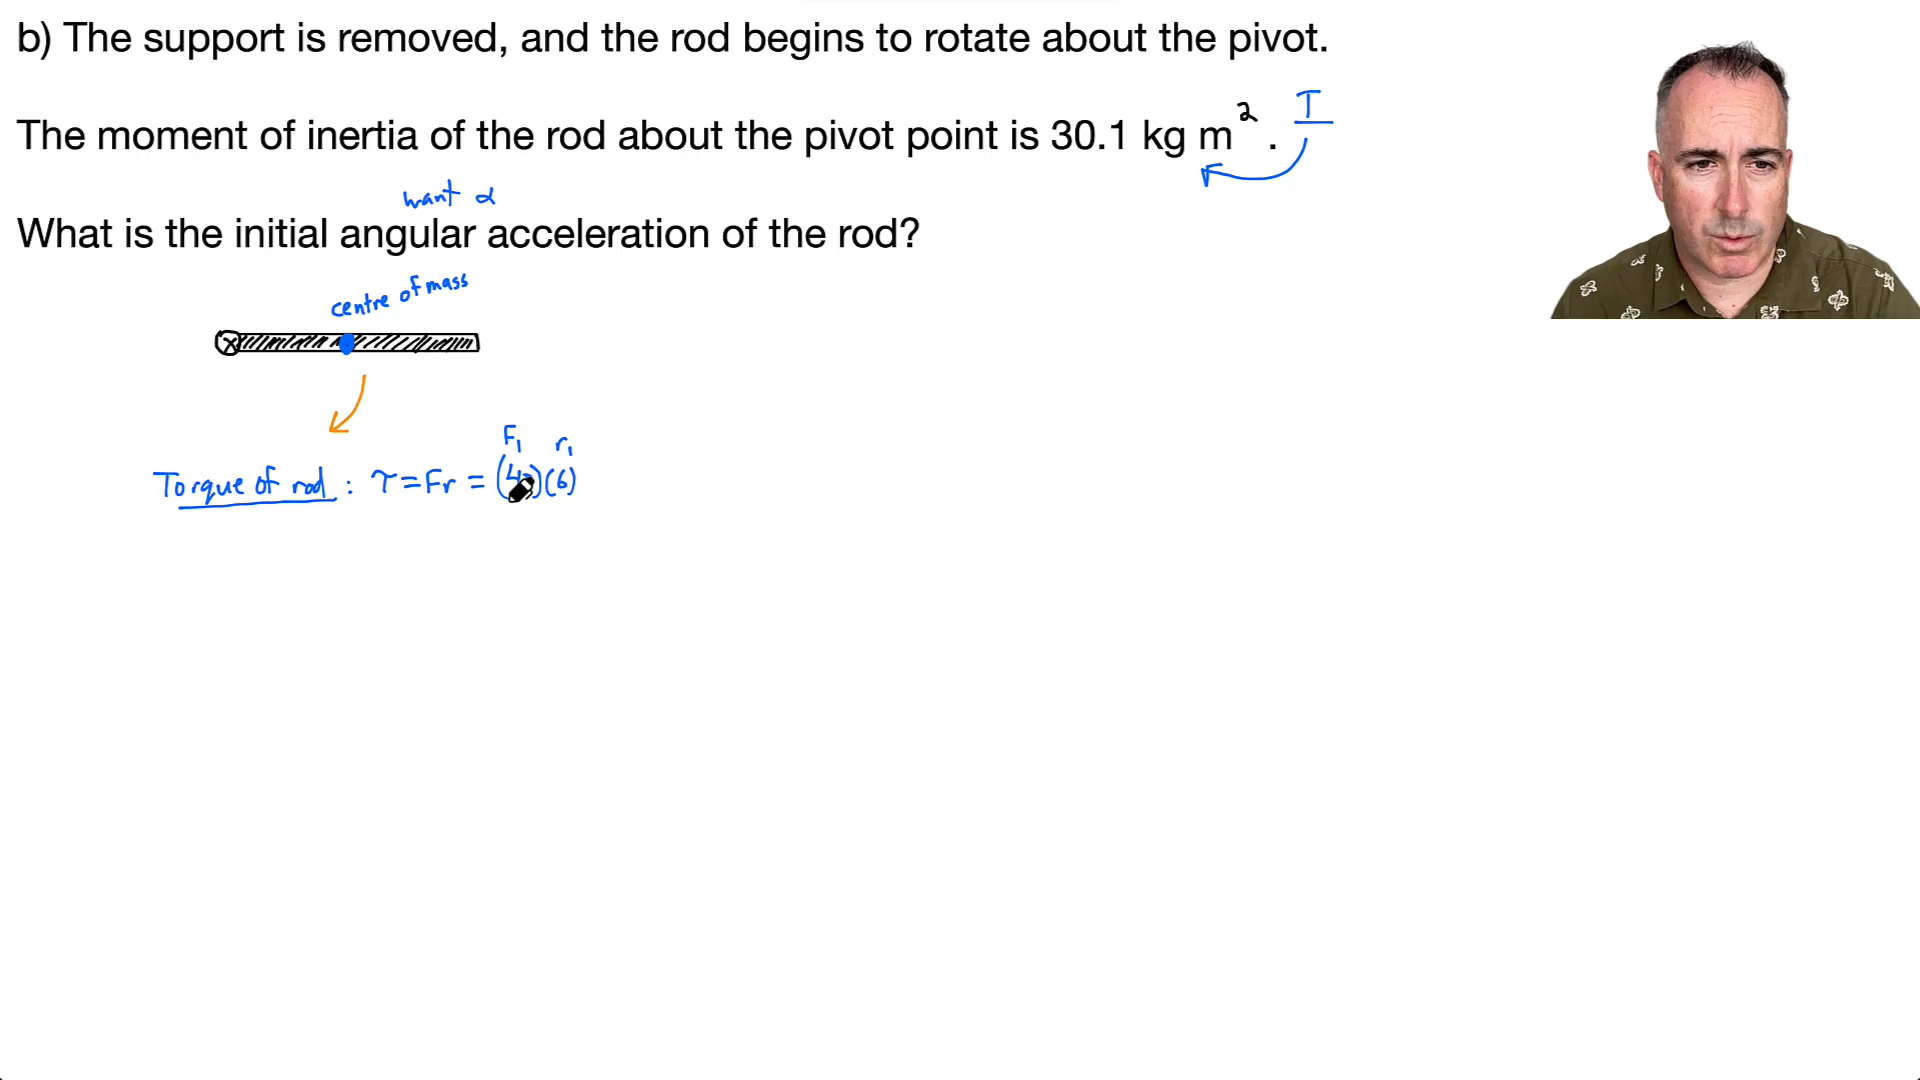 b) The support is removed, and the rod begins to rotate about the pivot.
The moment of inertia of the rod about the pivot point is 30.1 kg m². I
want α
What is the initial angular acceleration of the rod?
centre of mass
F₁ r₁
Torque of rod : τ = Fr = (4 )(6)